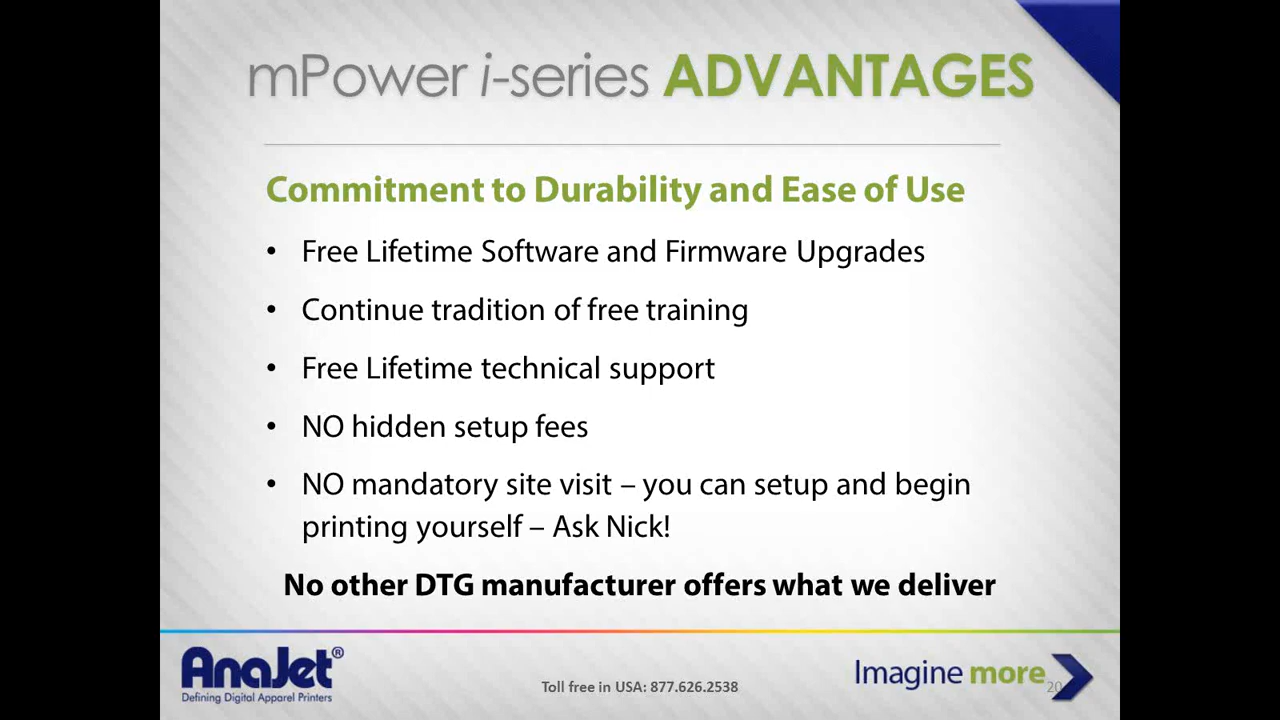 mPower i-series ADVANTAGES
Commitment to Durability and Ease of Use
• Free Lifetime Software and Firmware Upgrades
• Continue tradition of free training
• Free Lifetime technical support
• NO hidden setup fees
• NO mandatory site visit – you can setup and begin
printing yourself – Ask Nick!
No other DTG manufacturer offers what we deliver
AnaJet®
Defining Digital Apparel Printers
Toll free in USA: 877.626.2538
Imagine more
20